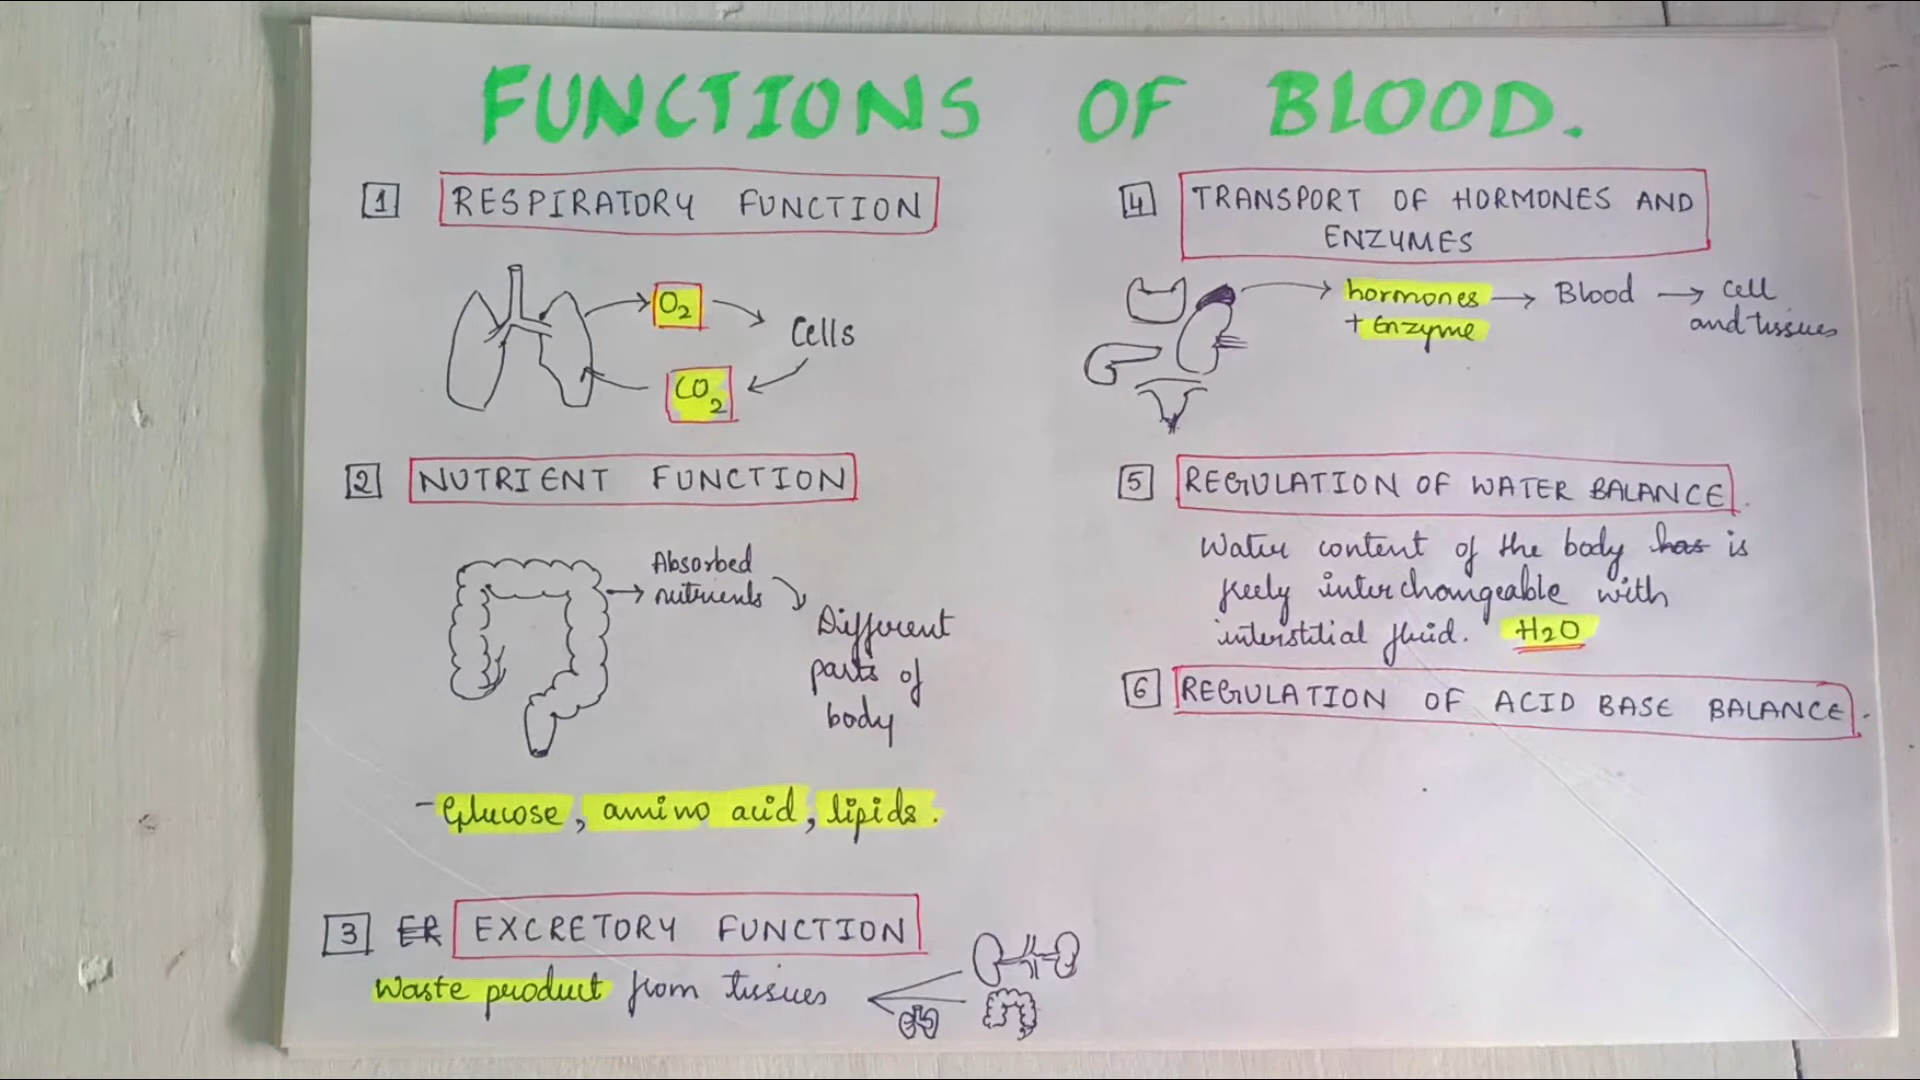 FUNCTIONS OF BLOOD.
1 RESPIRATORY FUNCTION
O2
Cells
CO2
2 NUTRIENT FUNCTION
Absorbed
nutrients
Different
parts of
body
- Glucose, amino acid, lipids.
3 ER EXCRETORY FUNCTION
Waste product from tissues
4 TRANSPORT OF HORMONES AND
ENZYMES
hormones → Blood → cell
+ Enzyme and tissues
5 REGULATION OF WATER BALANCE.
Water content of the body has is
freely interchangeable with
interstitial fluid. H2O
6 REGULATION OF ACID BASE BALANCE.